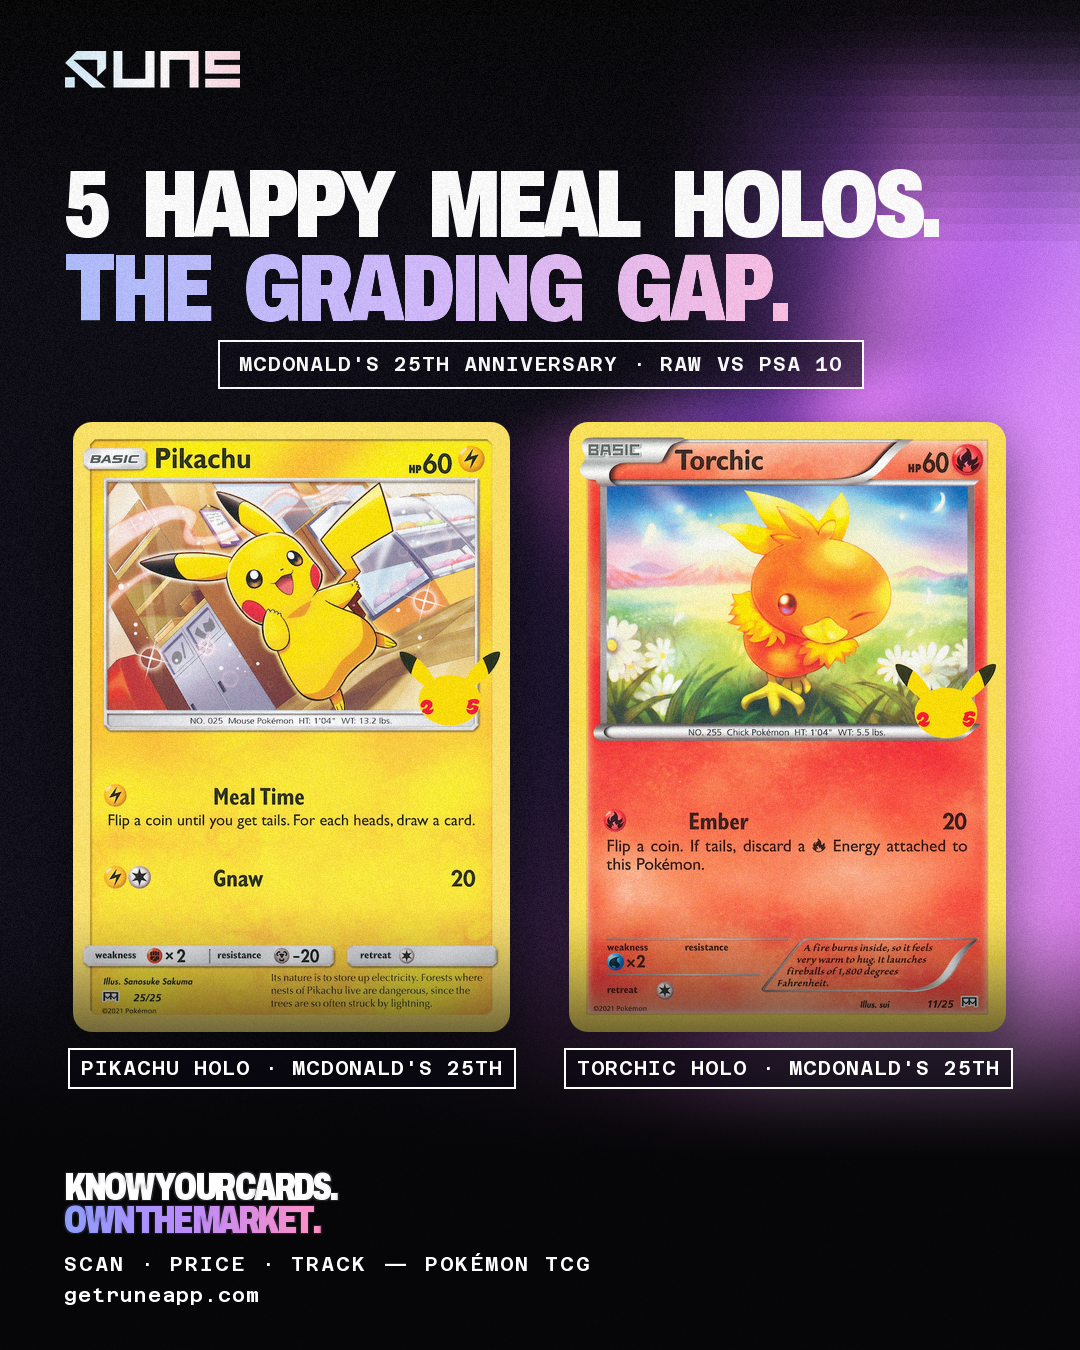 RUNE
5 HAPPY MEAL HOLOS.
THE GRADING GAP.
MCDONALD'S 25TH ANNIVERSARY · RAW VS PSA 10
BASIC Pikachu HP60
25
NO. 025 Mouse Pokémon HT: 1'04" WT: 13.2 lbs.
Meal Time
Flip a coin until you get tails. For each heads, draw a card.
Gnaw 20
weakness ×2 resistance -20 retreat
Illus. Sanosuke Sakuma
25/25
©2021 Pokémon
Its nature is to store up electricity. Forests where
nests of Pikachu live are dangerous, since the
trees are so often struck by lightning.
BASIC Torchic HP60
25
NO. 255 Chick Pokémon HT: 1'04" WT: 5.5 lbs.
Ember 20
Flip a coin. If tails, discard a Energy attached to
this Pokémon.
weakness resistance
×2
retreat
A fire burns inside, so it feels
very warm to hug. It launches
fireballs of 1,800 degrees
Fahrenheit.
©2021 Pokémon
Illus. sui 11/25
PIKACHU HOLO · MCDONALD'S 25TH
TORCHIC HOLO · MCDONALD'S 25TH
KNOWYOURCARDS.
OWNTHEMARKET.
SCAN · PRICE · TRACK — POKÉMON TCG
getruneapp.com